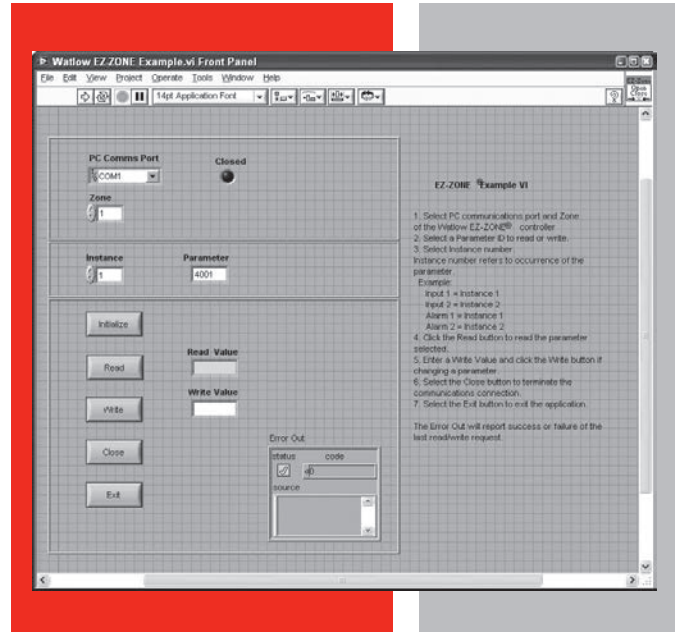 Watlow EZ-ZONE Example.vi Front Panel
File Edit View Project Operate Tools Window Help
14pt Application Font
PC Comms Port
Closed
COM1
Zone
1
Instance
Parameter
1
4001
Initialize
Read
Read Value
Write
Write Value
Close
Exit
Error Out
status code
0
source
EZ-ZONE ® Example VI
1. Select PC communications port and Zone
of the Watlow EZ-ZONE® controller
2. Select a Parameter ID to read or write.
3. Select Instance number.
Instance number refers to occurrence of the
parameter.
Example:
Input 1 = Instance 1
Input 2 = Instance 2
Alarm 1 = Instance 1
Alarm 2 = Instance 2
4. Click the Read button to read the parameter
selected.
5. Enter a Write Value and click the Write button if
changing a parameter.
6. Select the Close button to terminate the
communications connection.
7. Select the Exit button to exit the application.
The Error Out will report success or failure of the
last read/write request.